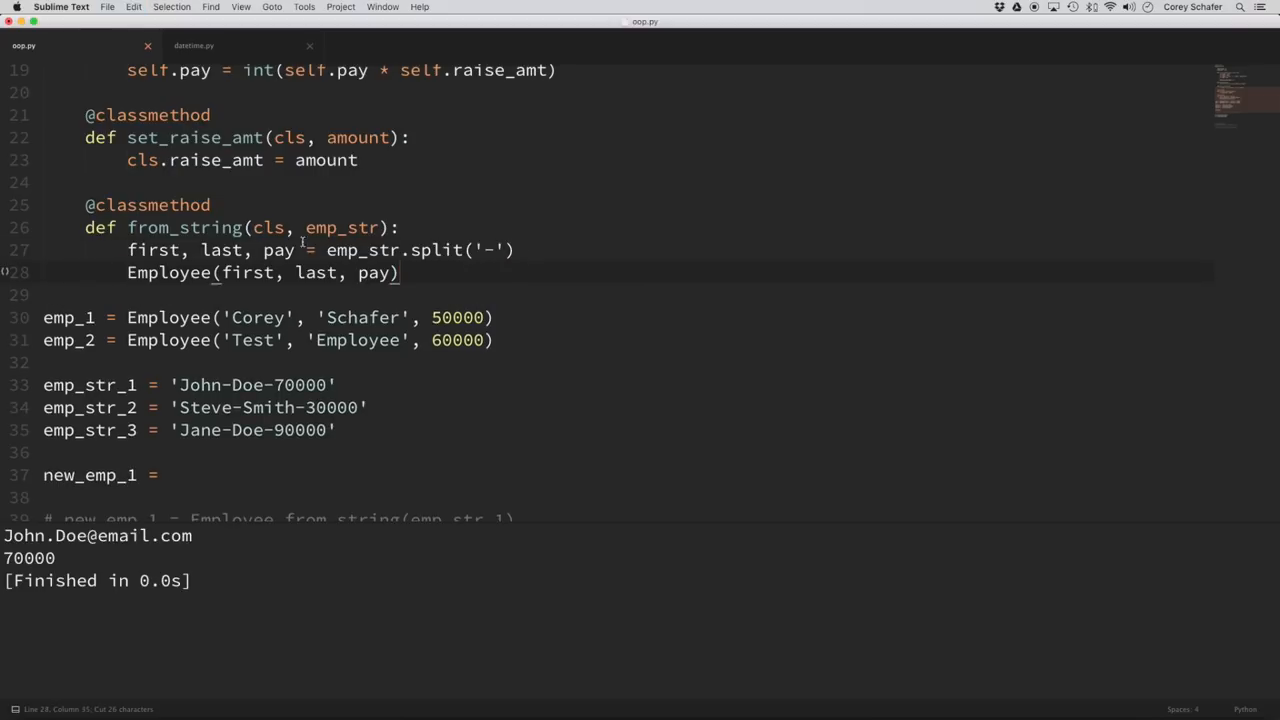 Sublime Text File Edit Selection Find View Goto Tools Project Window Help Corey Schafer
oop.py
oop.py datetime.py
19 self.pay = int(self.pay * self.raise_amt)
20
21 @classmethod
22 def set_raise_amt(cls, amount):
23 cls.raise_amt = amount
24
25 @classmethod
26 def from_string(cls, emp_str):
27 first, last, pay = emp_str.split('-')
28 Employee(first, last, pay)
29
30 emp_1 = Employee('Corey', 'Schafer', 50000)
31 emp_2 = Employee('Test', 'Employee', 60000)
32
33 emp_str_1 = 'John-Doe-70000'
34 emp_str_2 = 'Steve-Smith-30000'
35 emp_str_3 = 'Jane-Doe-90000'
36
37 new_emp_1 =
38
39 # new_emp_1 = Employee.from_string(emp_str_1)
John.Doe@email.com
70000
[Finished in 0.0s]
Line 28, Column 35; Cut 26 characters Spaces: 4 Python